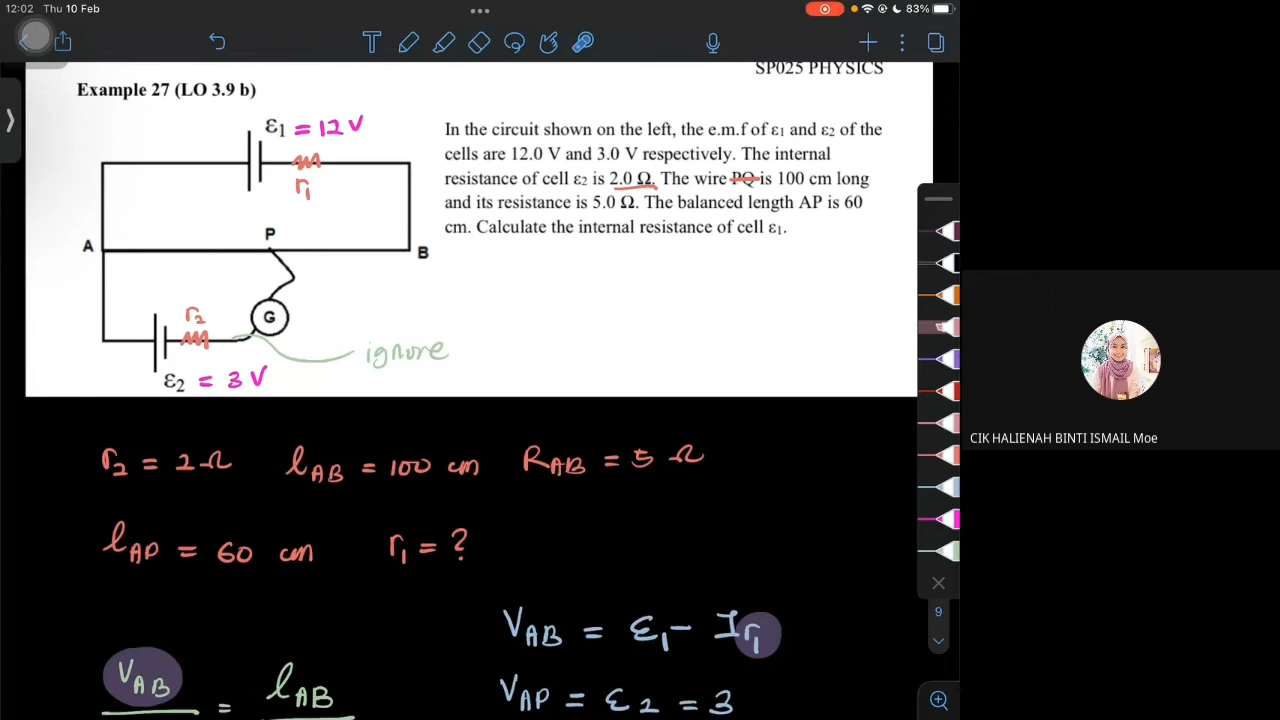 12:02 Thu 10 Feb
83%
SP025 PHYSICS
Example 27 (LO 3.9 b)
ε1 = 12 V
r1
A
P
B
r2
G
ignore
ε2 = 3 V
In the circuit shown on the left, the e.m.f of ε1 and ε2 of the
cells are 12.0 V and 3.0 V respectively. The internal
resistance of cell ε2 is 2.0 Ω. The wire PQ is 100 cm long
and its resistance is 5.0 Ω. The balanced length AP is 60
cm. Calculate the internal resistance of cell ε1.
r2 = 2 Ω lAB = 100 cm RAB = 5 Ω
lAP = 60 cm r1 = ?
VAB = ε1 - Ir1
VAB = lAB
VAP = ε2 = 3
9
CIK HALIENAH BINTI ISMAIL Moe